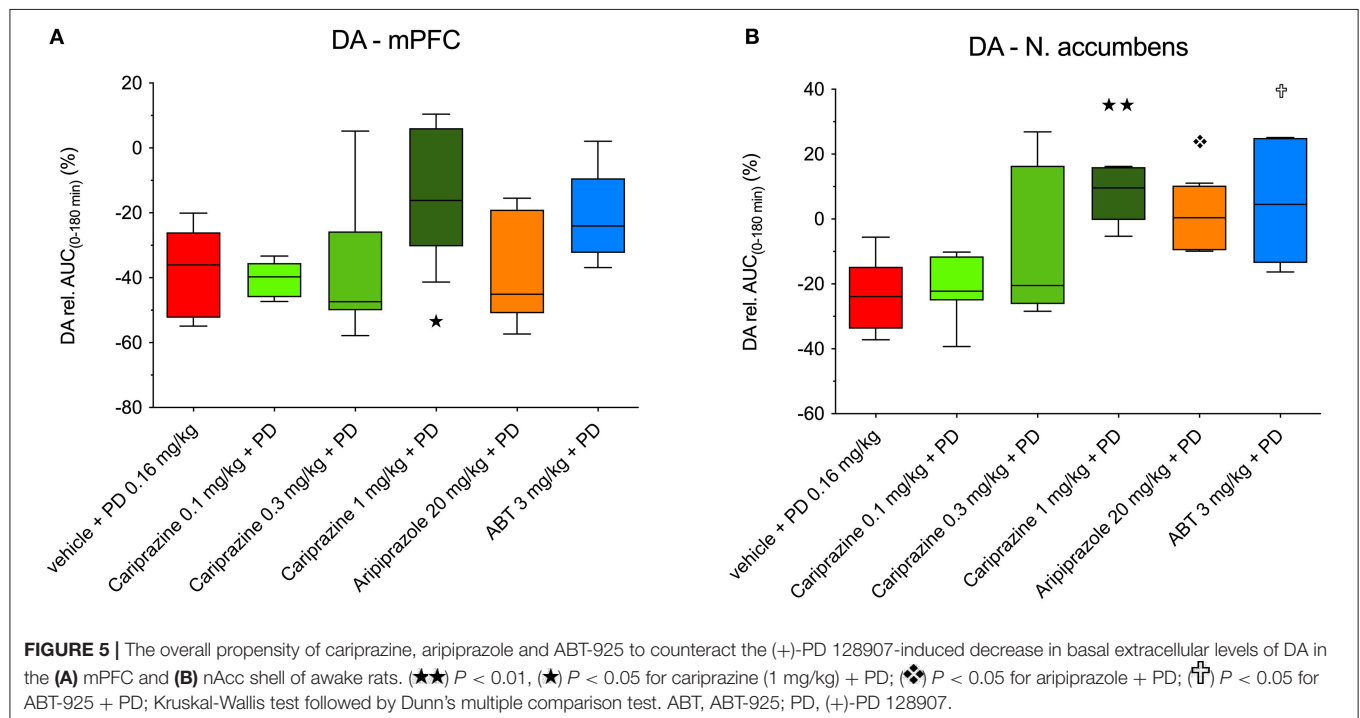 A
DA - mPFC
DA rel. AUC(0-180 min) (%)
20
0
-20
-40
-60
-80
vehicle + PD 0.16 mg/kg
Cariprazine 0.1 mg/kg + PD
Cariprazine 0.3 mg/kg + PD
Cariprazine 1 mg/kg + PD
Aripiprazole 20 mg/kg + PD
ABT 3 mg/kg + PD
★
B
DA - N. accumbens
DA rel. AUC(0-180 min) (%)
40
20
0
-20
-40
-60
★★
❖
✞
vehicle + PD 0.16 mg/kg
Cariprazine 0.1 mg/kg + PD
Cariprazine 0.3 mg/kg + PD
Cariprazine 1 mg/kg + PD
Aripiprazole 20 mg/kg + PD
ABT 3 mg/kg + PD
FIGURE 5 | The overall propensity of cariprazine, aripiprazole and ABT-925 to counteract the (+)-PD 128907-induced decrease in basal extracellular levels of DA in
the (A) mPFC and (B) nAcc shell of awake rats. (★★) P < 0.01, (★) P < 0.05 for cariprazine (1 mg/kg) + PD; (❖) P < 0.05 for aripiprazole + PD; (✞) P < 0.05 for
ABT-925 + PD; Kruskal-Wallis test followed by Dunn's multiple comparison test. ABT, ABT-925; PD, (+)-PD 128907.